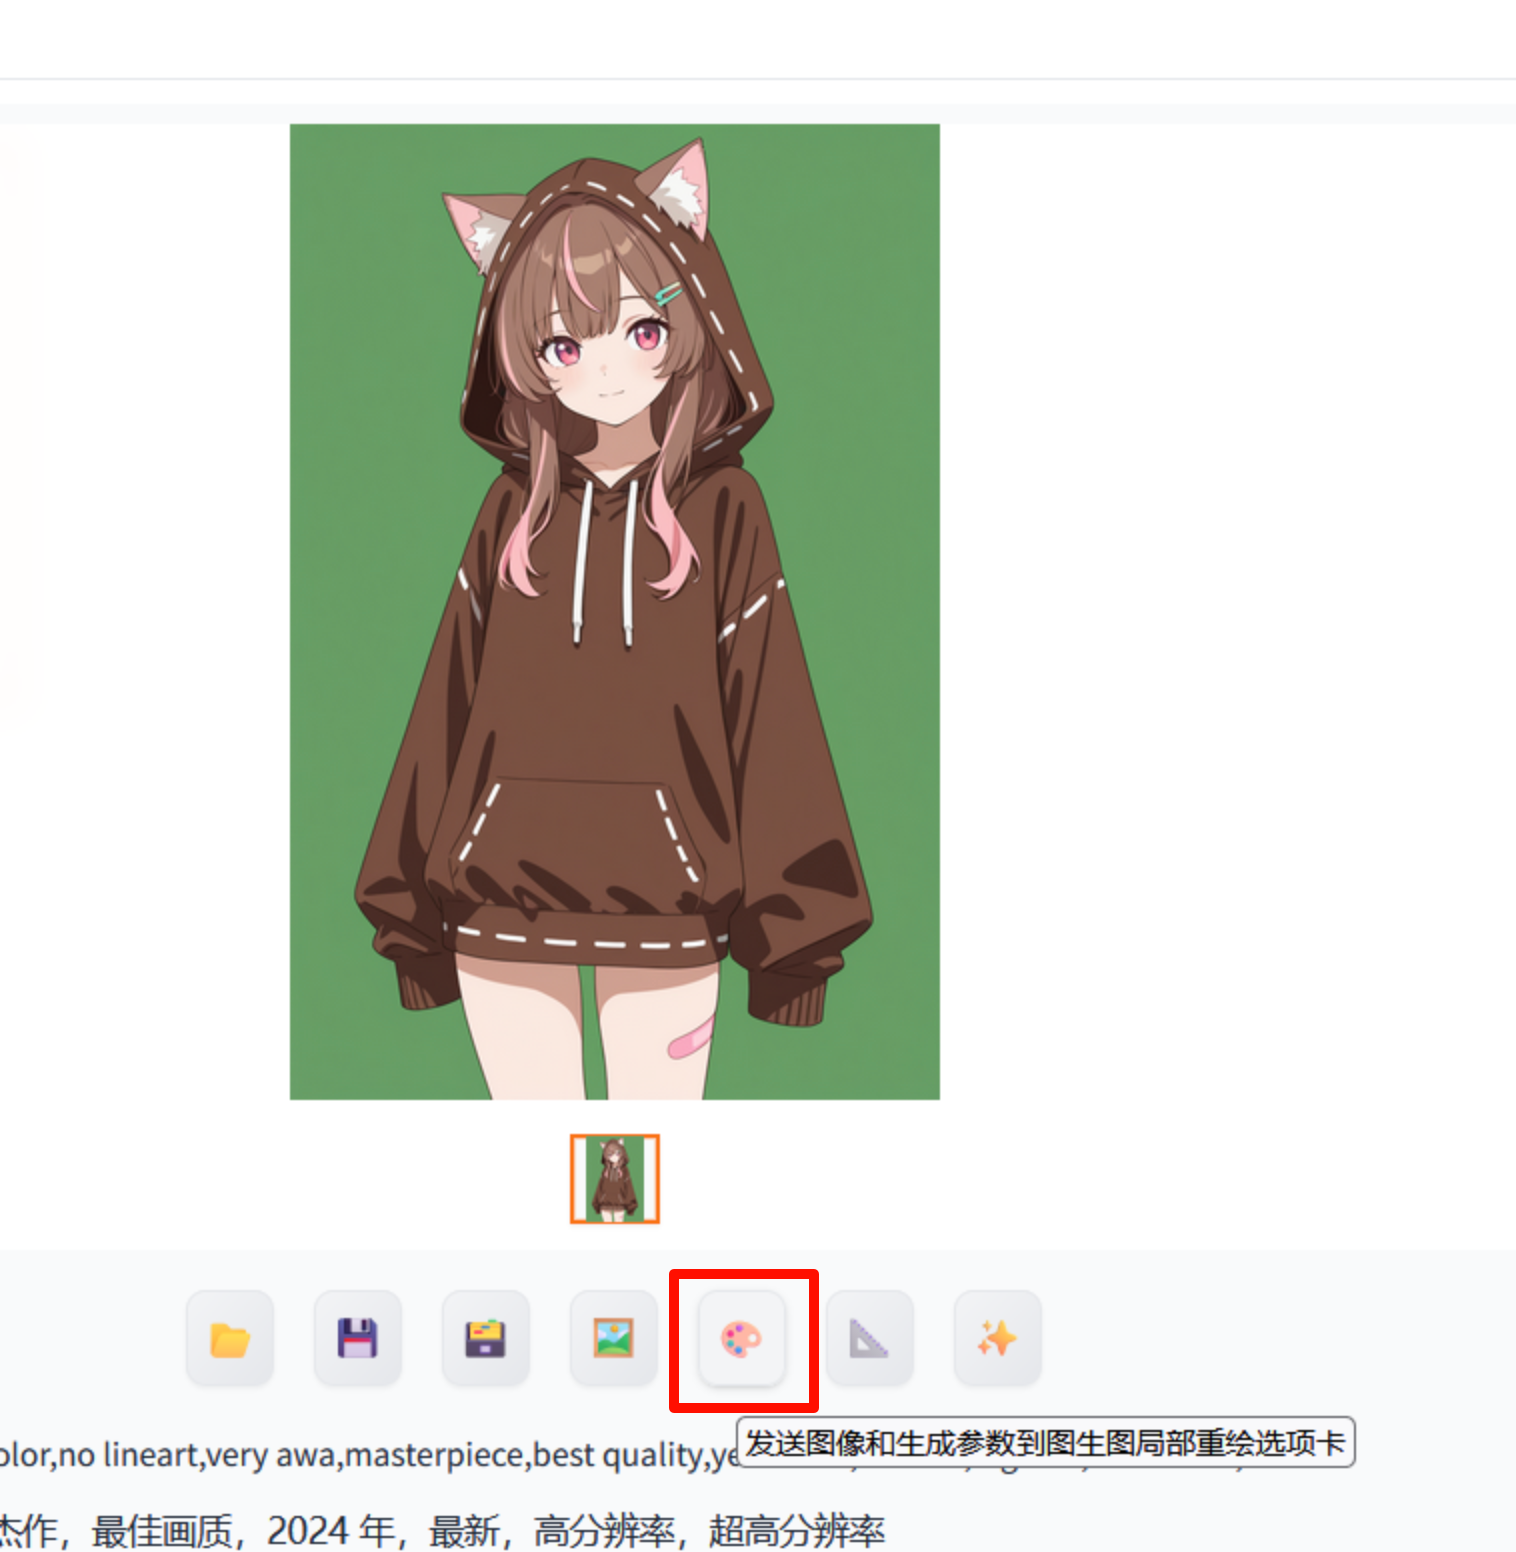 发送图像和生成参数到图生图局部重绘选项卡
olor,no lineart,very awa,masterpiece,best quality,ye
杰作，最佳画质，2024 年，最新，高分辨率，超高分辨率